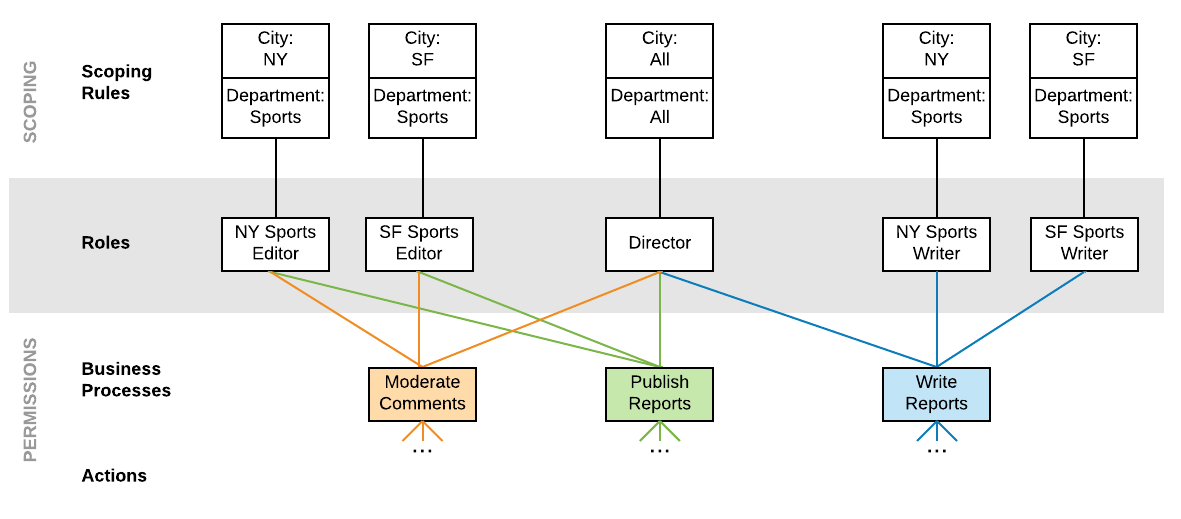 SCOPING
Scoping
Rules
City:
NY
Department:
Sports
City:
SF
Department:
Sports
City:
All
Department:
All
City:
NY
Department:
Sports
City:
SF
Department:
Sports
Roles
NY Sports
Editor
SF Sports
Editor
Director
NY Sports
Writer
SF Sports
Writer
PERMISSIONS
Business
Processes
Moderate
Comments
Publish
Reports
Write
Reports
...
...
...
Actions